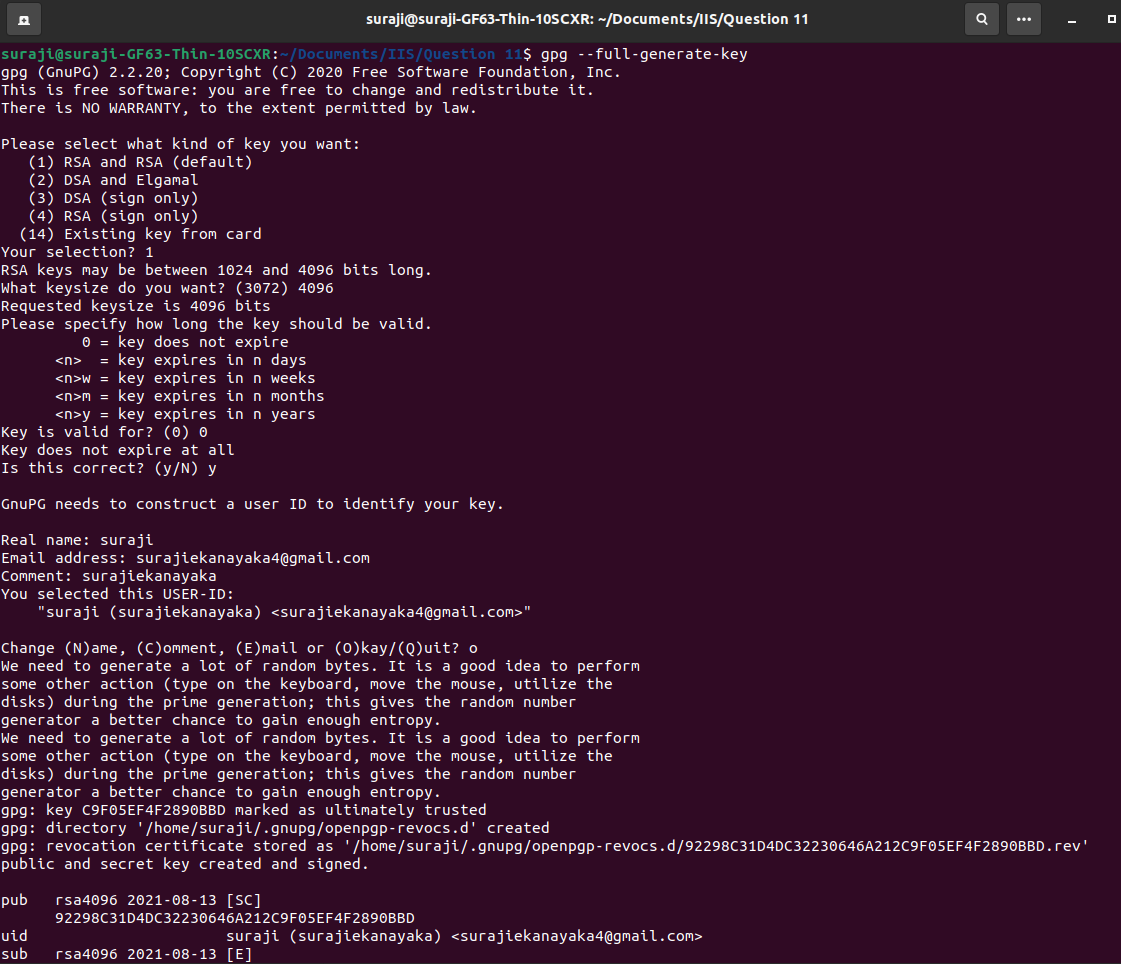 suraji@suraji-GF63-Thin-10SCXR: ~/Documents/IIS/Question 11
suraji@suraji-GF63-Thin-10SCXR:~/Documents/IIS/Question 11$ gpg --full-generate-key
gpg (GnuPG) 2.2.20; Copyright (C) 2020 Free Software Foundation, Inc.
This is free software: you are free to change and redistribute it.
There is NO WARRANTY, to the extent permitted by law.

Please select what kind of key you want:
   (1) RSA and RSA (default)
   (2) DSA and Elgamal
   (3) DSA (sign only)
   (4) RSA (sign only)
  (14) Existing key from card
Your selection? 1
RSA keys may be between 1024 and 4096 bits long.
What keysize do you want? (3072) 4096
Requested keysize is 4096 bits
Please specify how long the key should be valid.
         0 = key does not expire
      <n>  = key expires in n days
      <n>w = key expires in n weeks
      <n>m = key expires in n months
      <n>y = key expires in n years
Key is valid for? (0) 0
Key does not expire at all
Is this correct? (y/N) y

GnuPG needs to construct a user ID to identify your key.

Real name: suraji
Email address: surajiekanayaka4@gmail.com
Comment: surajiekanayaka
You selected this USER-ID:
    "suraji (surajiekanayaka) <surajiekanayaka4@gmail.com>"

Change (N)ame, (C)omment, (E)mail or (O)kay/(Q)uit? o
We need to generate a lot of random bytes. It is a good idea to perform
some other action (type on the keyboard, move the mouse, utilize the
disks) during the prime generation; this gives the random number
generator a better chance to gain enough entropy.
We need to generate a lot of random bytes. It is a good idea to perform
some other action (type on the keyboard, move the mouse, utilize the
disks) during the prime generation; this gives the random number
generator a better chance to gain enough entropy.
gpg: key C9F05EF4F2890BBD marked as ultimately trusted
gpg: directory '/home/suraji/.gnupg/openpgp-revocs.d' created
gpg: revocation certificate stored as '/home/suraji/.gnupg/openpgp-revocs.d/92298C31D4DC32230646A212C9F05EF4F2890BBD.rev'
public and secret key created and signed.

pub   rsa4096 2021-08-13 [SC]
      92298C31D4DC32230646A212C9F05EF4F2890BBD
uid                      suraji (surajiekanayaka) <surajiekanayaka4@gmail.com>
sub   rsa4096 2021-08-13 [E]